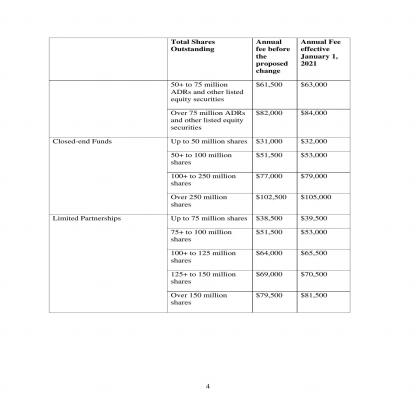 Total Shares
Outstanding
Annual
fee before
the
proposed
change
Annual Fee
effective
January 1,
2021
50+ to 75 million
ADRs and other listed
equity securities
$61,500
$63,000
Over 75 million ADRs
and other listed equity
securities
$82,000
$84,000
Closed-end Funds
Up to 50 million shares
$31,000
$32,000
50+ to 100 million
shares
$51,500
$53,000
100+ to 250 million
shares
$77,000
$79,000
Over 250 million
shares
$102,500
$105,000
Limited Partnerships
Up to 75 million shares
$38,500
$39,500
75+ to 100 million
shares
$51,500
$53,000
100+ to 125 million
shares
$64,000
$65,500
125+ to 150 million
shares
$69,000
$70,500
Over 150 million
shares
$79,500
$81,500
4